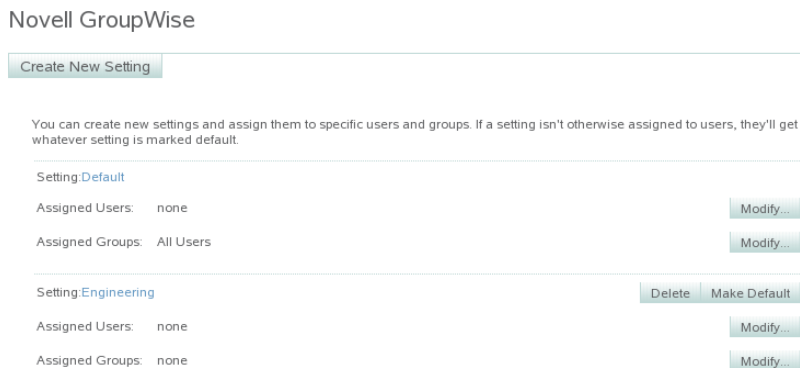 Novell GroupWise
Create New Setting
You can create new settings and assign them to specific users and groups. If a setting isn't otherwise assigned to users, they'll get
whatever setting is marked default.
Setting:Default
Assigned Users: none Modify...
Assigned Groups: All Users Modify...
Setting:Engineering Delete Make Default
Assigned Users: none Modify...
Assigned Groups: none Modify...